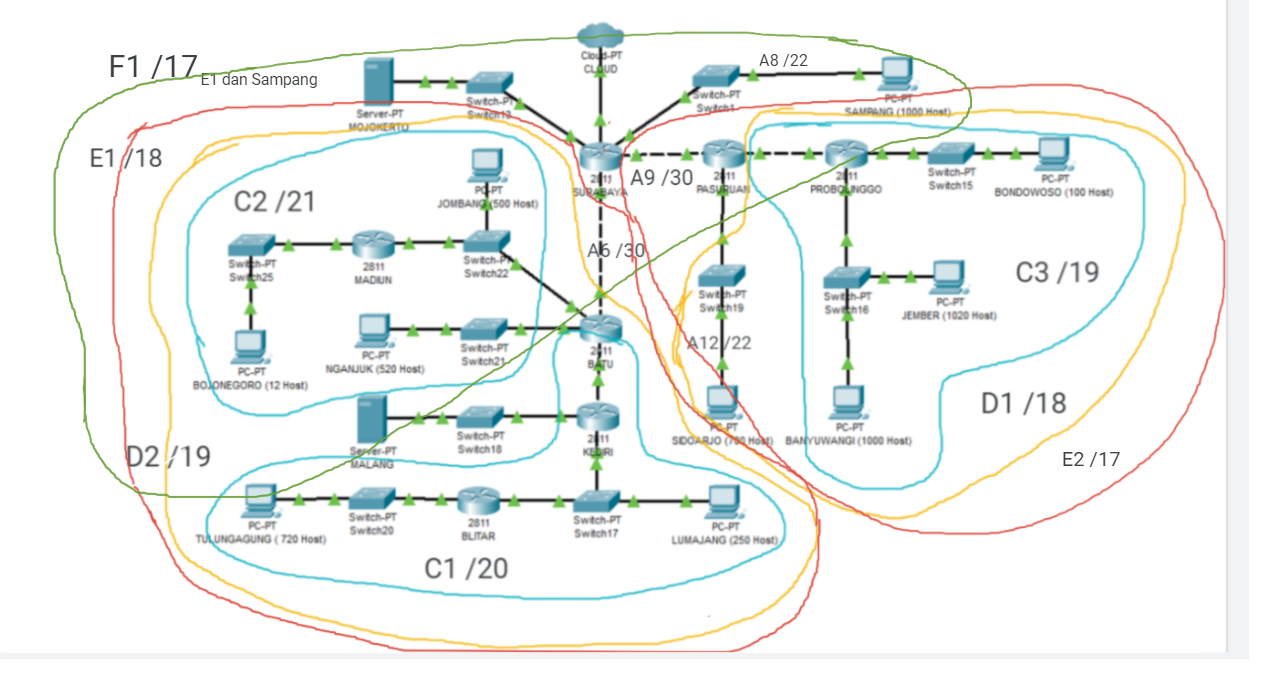 Cloud-PT
CLOUD
A8 /22
F1 /17
E1 dan Sampang
Switch-PT
Switch1
PC-PT
SAMPANG (1000 Host)
Server-PT
MOJOKERTO
Switch-PT
E1 /18
2811
SURABAYA
A9 /30
2811
PASURUAN
2811
PROBOLINGGO
Switch-PT
Switch15
PC-PT
BONDOWOSO (100 Host)
C2 /21
PC-PT
JOMBANG (500 Host)
A6 /30
Switch-PT
Switch25
2811
MADIUN
Switch-PT
Switch22
Switch-PT
Switch19
Switch-PT
Switch16
PC-PT
JEMBER (1020 Host)
C3 /19
PC-PT
BOJONEGORO (12 Host)
PC-PT
NGANJUK (520 Host)
Switch-PT
Switch21
2811
BATU
A12 /22
PC-PT
SIDOARJO (780 Host)
PC-PT
BANYUWANGI (1000 Host)
D1 /18
D2 /19
Server-PT
MALANG
Switch-PT
Switch18
2811
KEDIRI
E2 /17
PC-PT
TULUNGAGUNG ( 720 Host)
Switch-PT
Switch20
2811
BLITAR
Switch-PT
Switch17
PC-PT
LUMAJANG (250 Host)
C1 /20